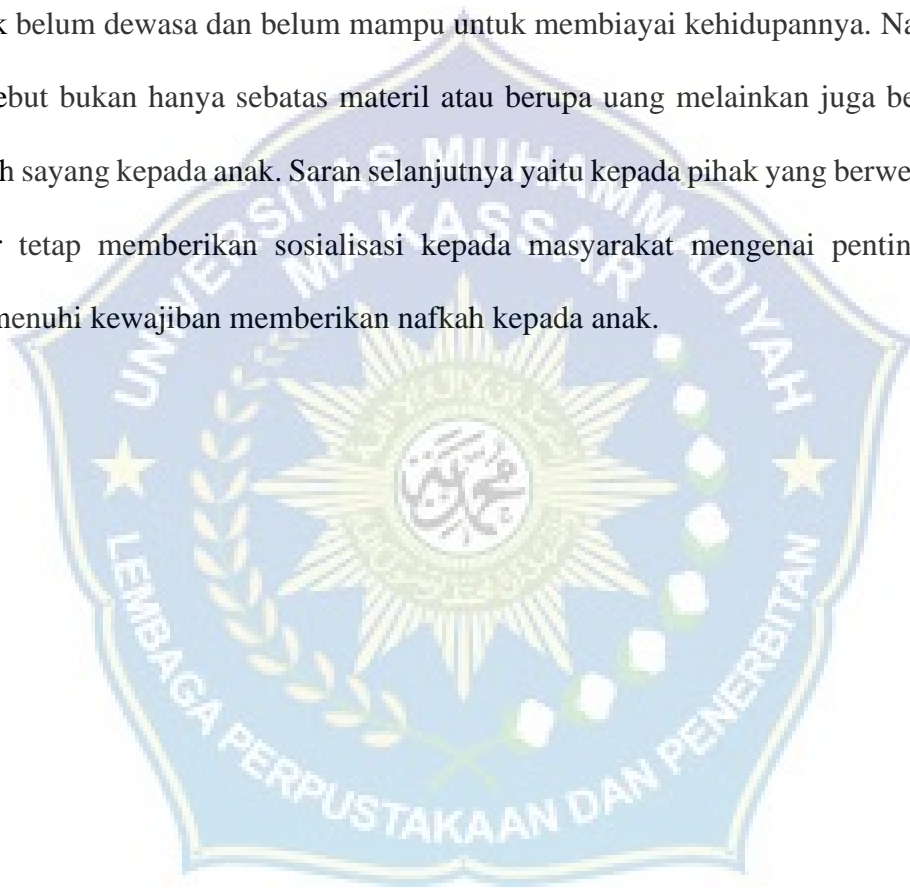 belum dewasa dan belum mampu untuk membiayai kehidupannya. Na
ebut bukan hanya sebatas materil atau berupa uang melainkan juga be
h sayang kepada anak. Saran selanjutnya yaitu kepada pihak yang berwe
tetap memberikan sosialisasi kepada masyarakat mengenai pentin
menuhi kewajiban memberikan nafkah kepada anak.
UNIVERSITAS MUHAMMADIYAH
MAKASSAR
LEMBAGA PERPUSTAKAAN DAN PENERBITAN